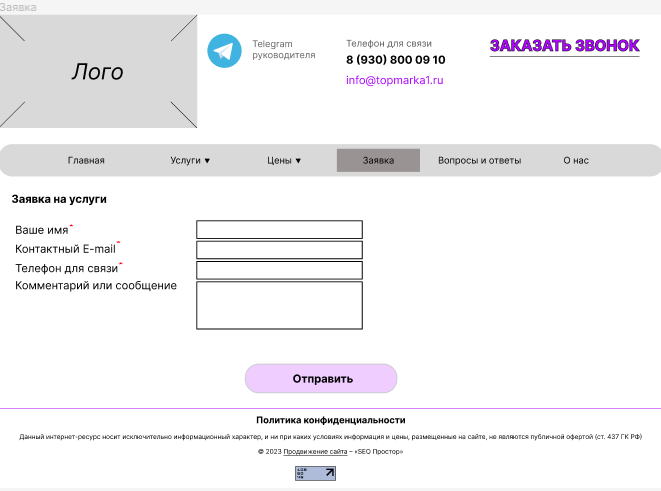 Заявка
Лого
Telegram
руководителя
Телефон для связи
8 (930) 800 09 10
info@topmarka1.ru
ЗАКАЗАТЬ ЗВОНОК
Главная Услуги ▼ Цены ▼ Заявка Вопросы и ответы О нас
Заявка на услуги
Ваше имя*
Контактный E-mail*
Телефон для связи*
Комментарий или сообщение
Отправить
Политика конфиденциальности
Данный интернет-ресурс носит исключительно информационный характер, и ни при каких условиях информация и цены, размещенные на сайте, не являются публичной офертой (ст. 437 ГК РФ)
© 2023 Продвижение сайта – «SEO Простор»